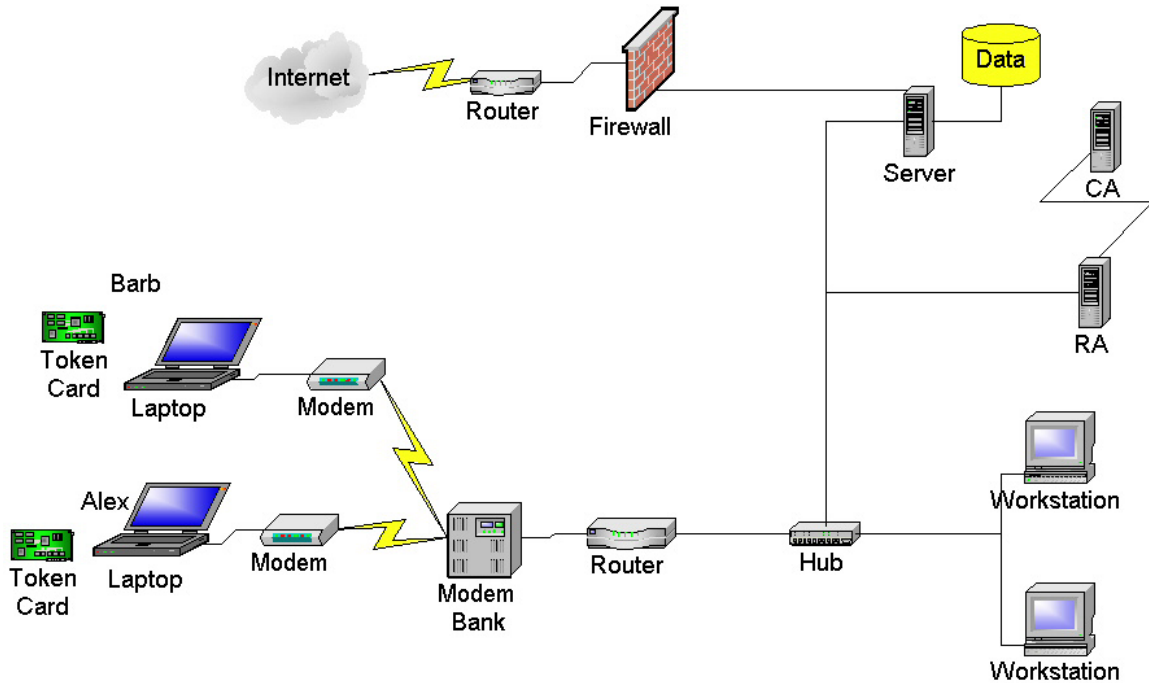 Internet
Router
Firewall
Data
Server
CA
RA
Barb
Token
Card
Laptop
Modem
Alex
Token
Card
Laptop
Modem
Modem
Bank
Router
Hub
Workstation
Workstation